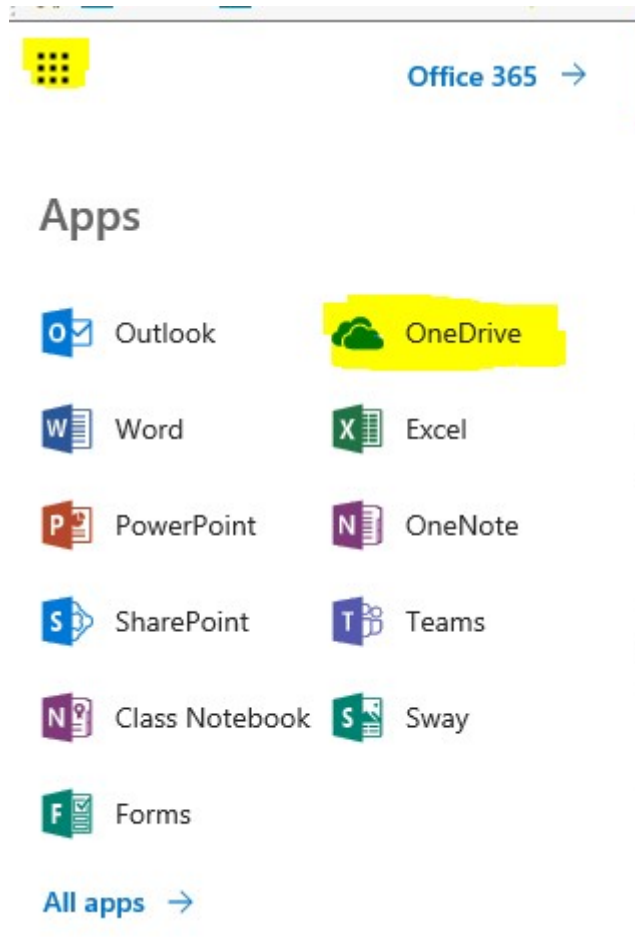 Office 365 →
Apps
Outlook
OneDrive
Word
Excel
PowerPoint
OneNote
SharePoint
Teams
Class Notebook
Sway
Forms
All apps →